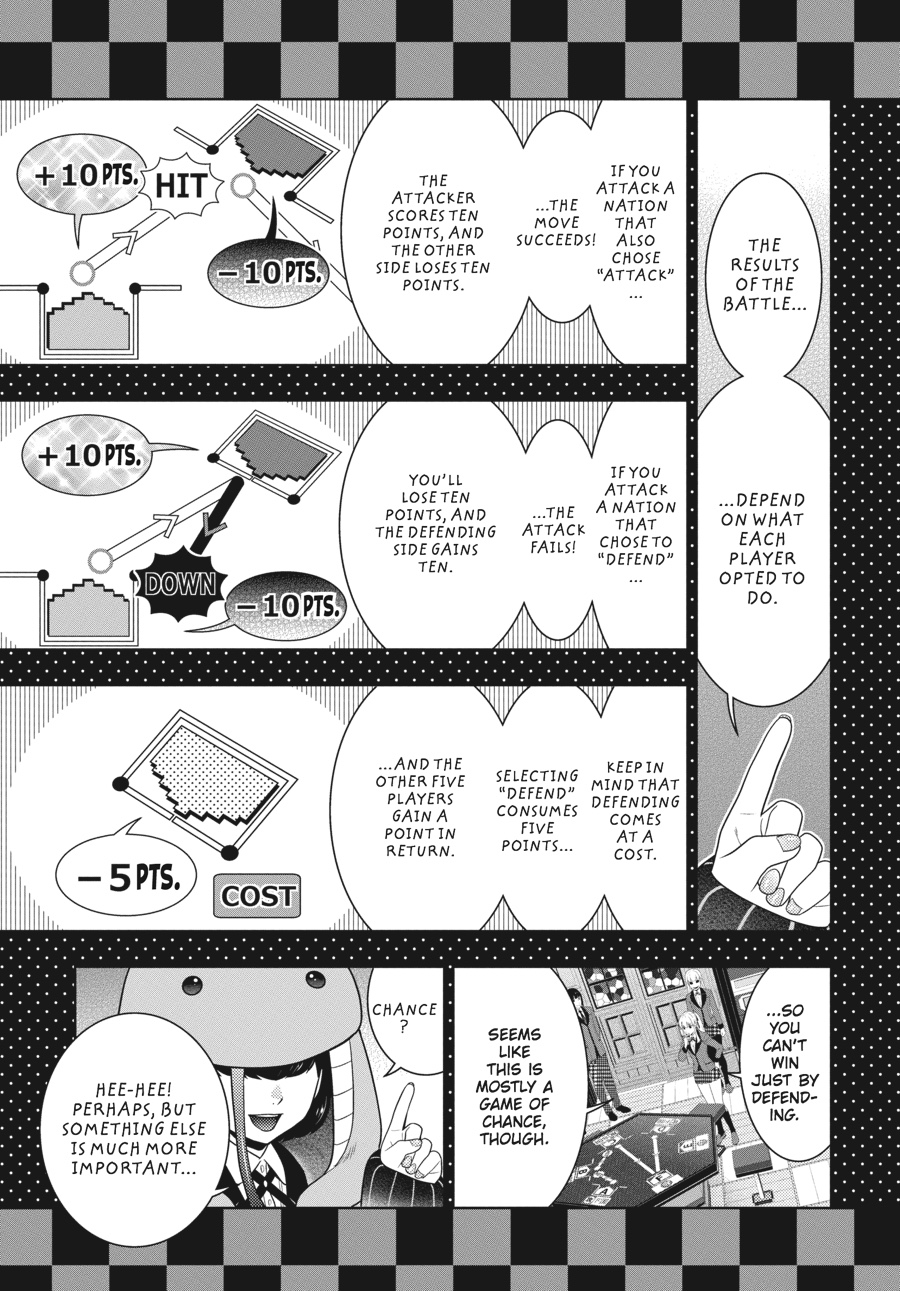 THE
RESULTS
OF THE
BATTLE...
...DEPEND
ON WHAT
EACH
PLAYER
OPTED TO
DO.
IF YOU
ATTACK A
NATION
THAT
ALSO
CHOSE
"ATTACK"
...
...THE
MOVE
SUCCEEDS!
THE
ATTACKER
SCORES TEN
POINTS, AND
THE OTHER
SIDE LOSES TEN
POINTS.
+10 PTS.
HIT
-10 PTS.
IF YOU
ATTACK
A NATION
THAT
CHOSE TO
"DEFEND"
...
...THE
ATTACK
FAILS!
YOU'LL
LOSE TEN
POINTS, AND
THE DEFENDING
SIDE GAINS
TEN.
+10 PTS.
DOWN
-10 PTS.
KEEP IN
MIND THAT
DEFENDING
COMES
AT A
COST.
SELECTING
"DEFEND"
CONSUMES
FIVE
POINTS...
...AND THE
OTHER FIVE
PLAYERS
GAIN A
POINT IN
RETURN.
-5 PTS.
COST
...SO
YOU
CAN'T
WIN
JUST BY
DEFEND-
ING.
SEEMS
LIKE
THIS IS
MOSTLY A
GAME OF
CHANCE,
THOUGH.
CHANCE
?
HEE-HEE!
PERHAPS, BUT
SOMETHING ELSE
IS MUCH MORE
IMPORTANT...